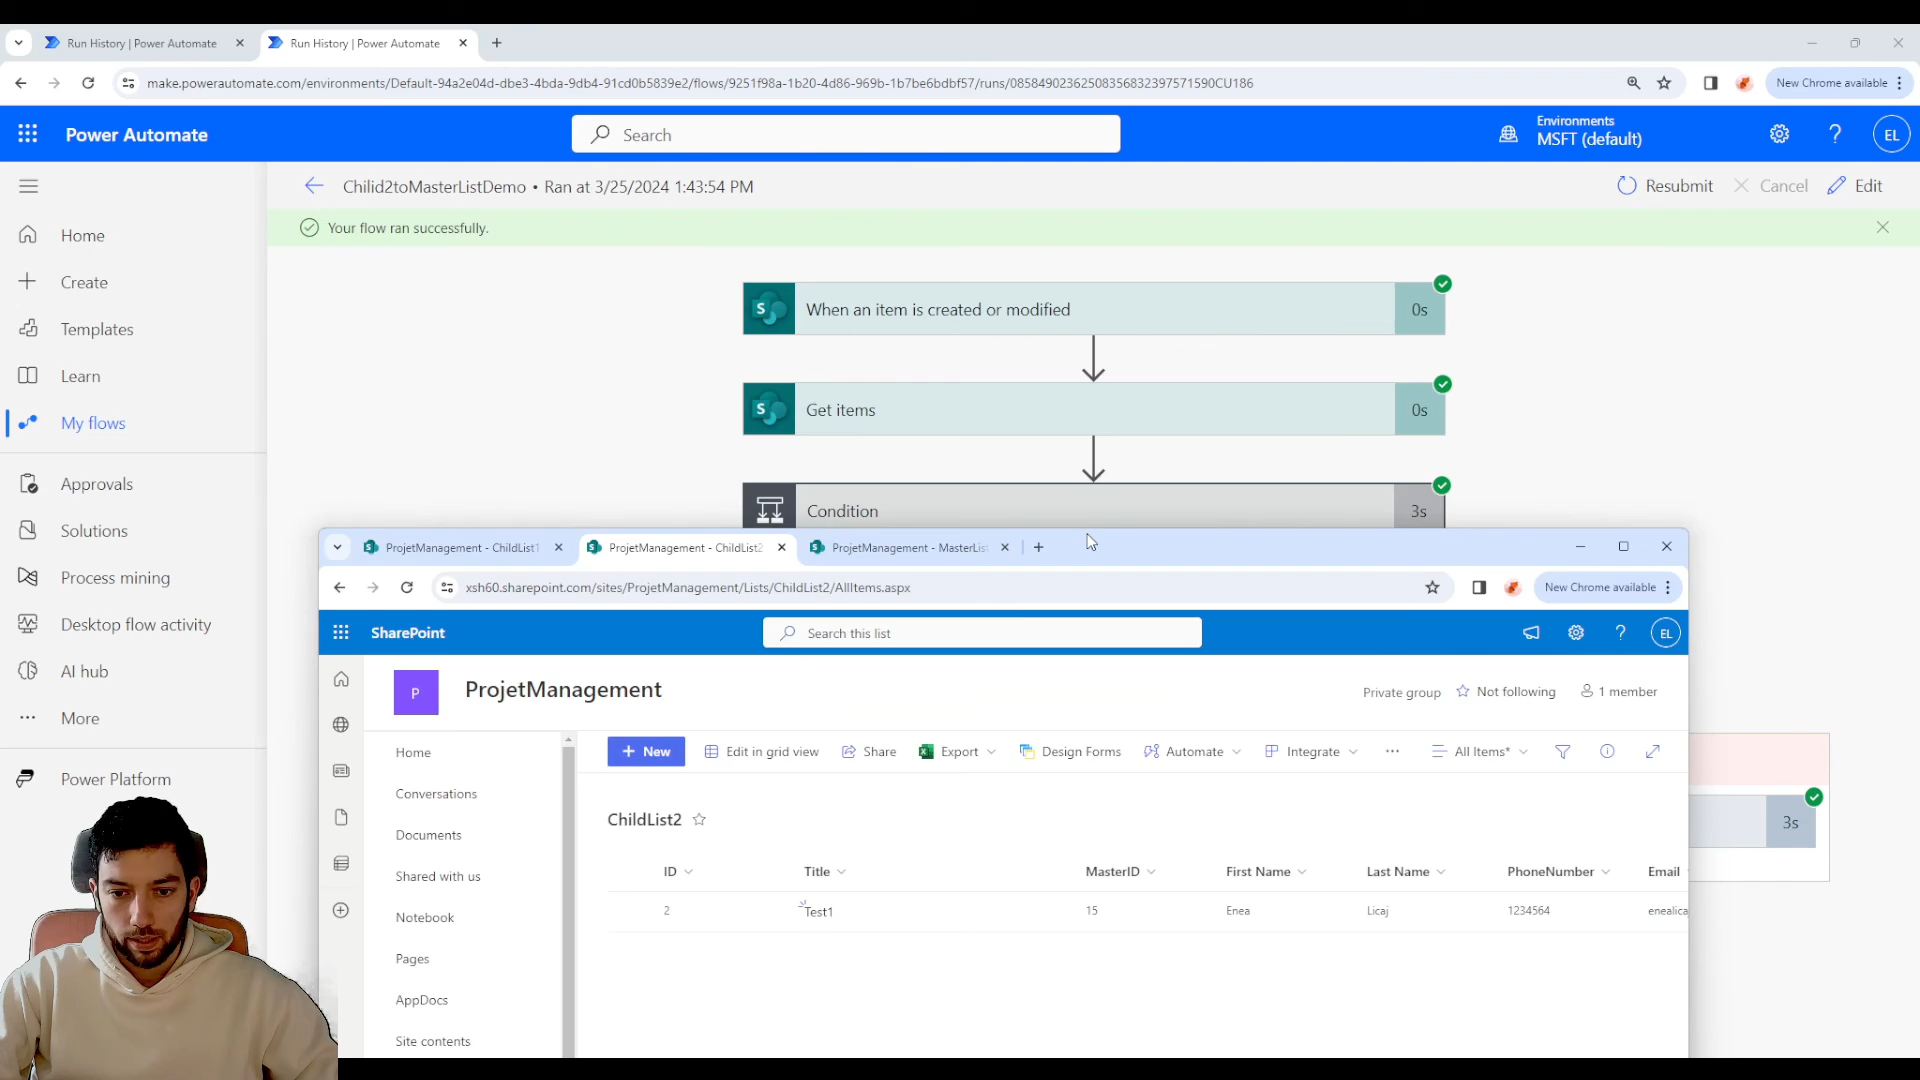 Run History | Power Automate
Run History | Power Automate
make.powerautomate.com/environments/Default-94a2e04d-dbe3-4bda-9db4-91cd0b5839e2/flows/9251f98a-1b20-4d86-969b-1b7be6bdbf57/runs/08584902362508356832397571590CU186
New Chrome available
Power Automate
Search
Environments
MSFT (default)
EL
Chilid2toMasterListDemo • Ran at 3/25/2024 1:43:54 PM
Resubmit
Cancel
Edit
Your flow ran successfully.
Home
Create
Templates
Learn
My flows
Approvals
Solutions
Process mining
Desktop flow activity
AI hub
More
Power Platform
When an item is created or modified
0s
Get items
0s
Condition
3s
3s
ProjetManagement - ChildList1
ProjetManagement - ChildList2
ProjetManagement - MasterList
xsh60.sharepoint.com/sites/ProjetManagement/Lists/ChildList2/AllItems.aspx
New Chrome available
SharePoint
Search this list
EL
P
ProjetManagement
Private group
Not following
1 member
Home
Conversations
Documents
Shared with us
Notebook
Pages
AppDocs
Site contents
New
Edit in grid view
Share
Export
Design Forms
Automate
Integrate
All Items*
ChildList2
ID
Title
MasterID
First Name
Last Name
PhoneNumber
Email
2
Test1
15
Enea
Licaj
1234564
enealica